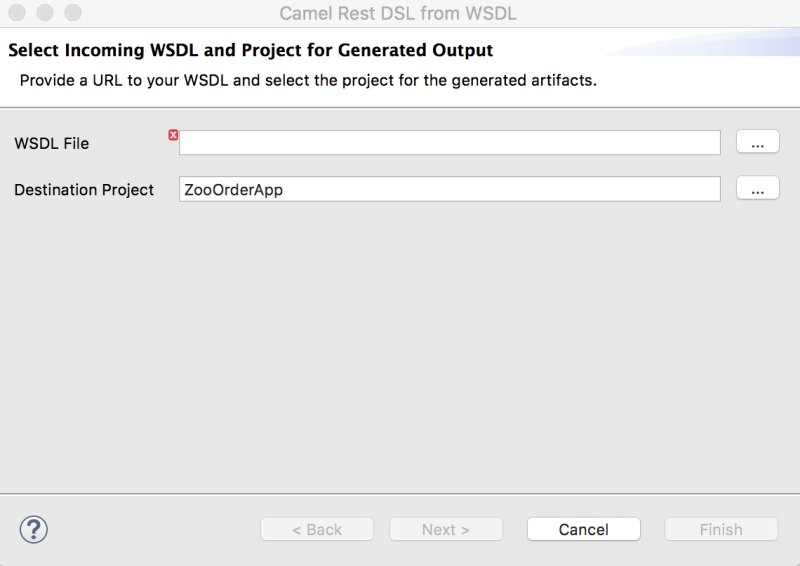 Camel Rest DSL from WSDL
Select Incoming WSDL and Project for Generated Output
Provide a URL to your WSDL and select the project for the generated artifacts.
WSDL File ...
Destination Project ZooOrderApp ...
? < Back Next > Cancel Finish